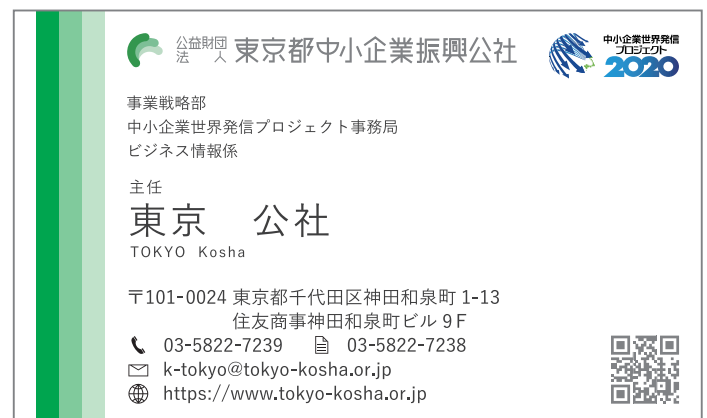 公益財団法人 東京都中小企業振興公社
中小企業世界発信
プロジェクト
2020
事業戦略部
中小企業世界発信プロジェクト事務局
ビジネス情報係
主任
東京　公社
TOKYO Kosha
〒101-0024 東京都千代田区神田和泉町 1-13
住友商事神田和泉町ビル 9F
03-5822-7239 03-5822-7238
k-tokyo@tokyo-kosha.or.jp
https://www.tokyo-kosha.or.jp